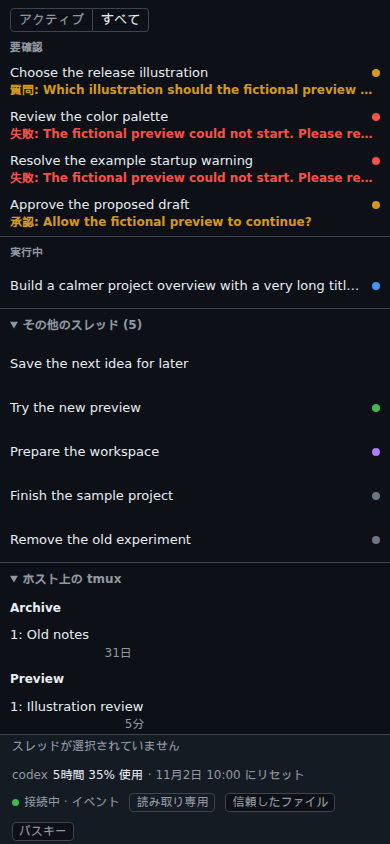 アクティブ すべて
要確認
Choose the release illustration
質問: Which illustration should the fictional preview …
Review the color palette
失敗: The fictional preview could not start. Please re…
Resolve the example startup warning
失敗: The fictional preview could not start. Please re…
Approve the proposed draft
承認: Allow the fictional preview to continue?
実行中
Build a calmer project overview with a very long titl…
▼ その他のスレッド (5)
Save the next idea for later
Try the new preview
Prepare the workspace
Finish the sample project
Remove the old experiment
▼ ホスト上の tmux
Archive
1: Old notes
31日
Preview
1: Illustration review
5分
スレッドが選択されていません
codex 5時間 35% 使用 · 11月2日 10:00 にリセット
接続中 · イベント 読み取り専用 信頼したファイル
パスキー